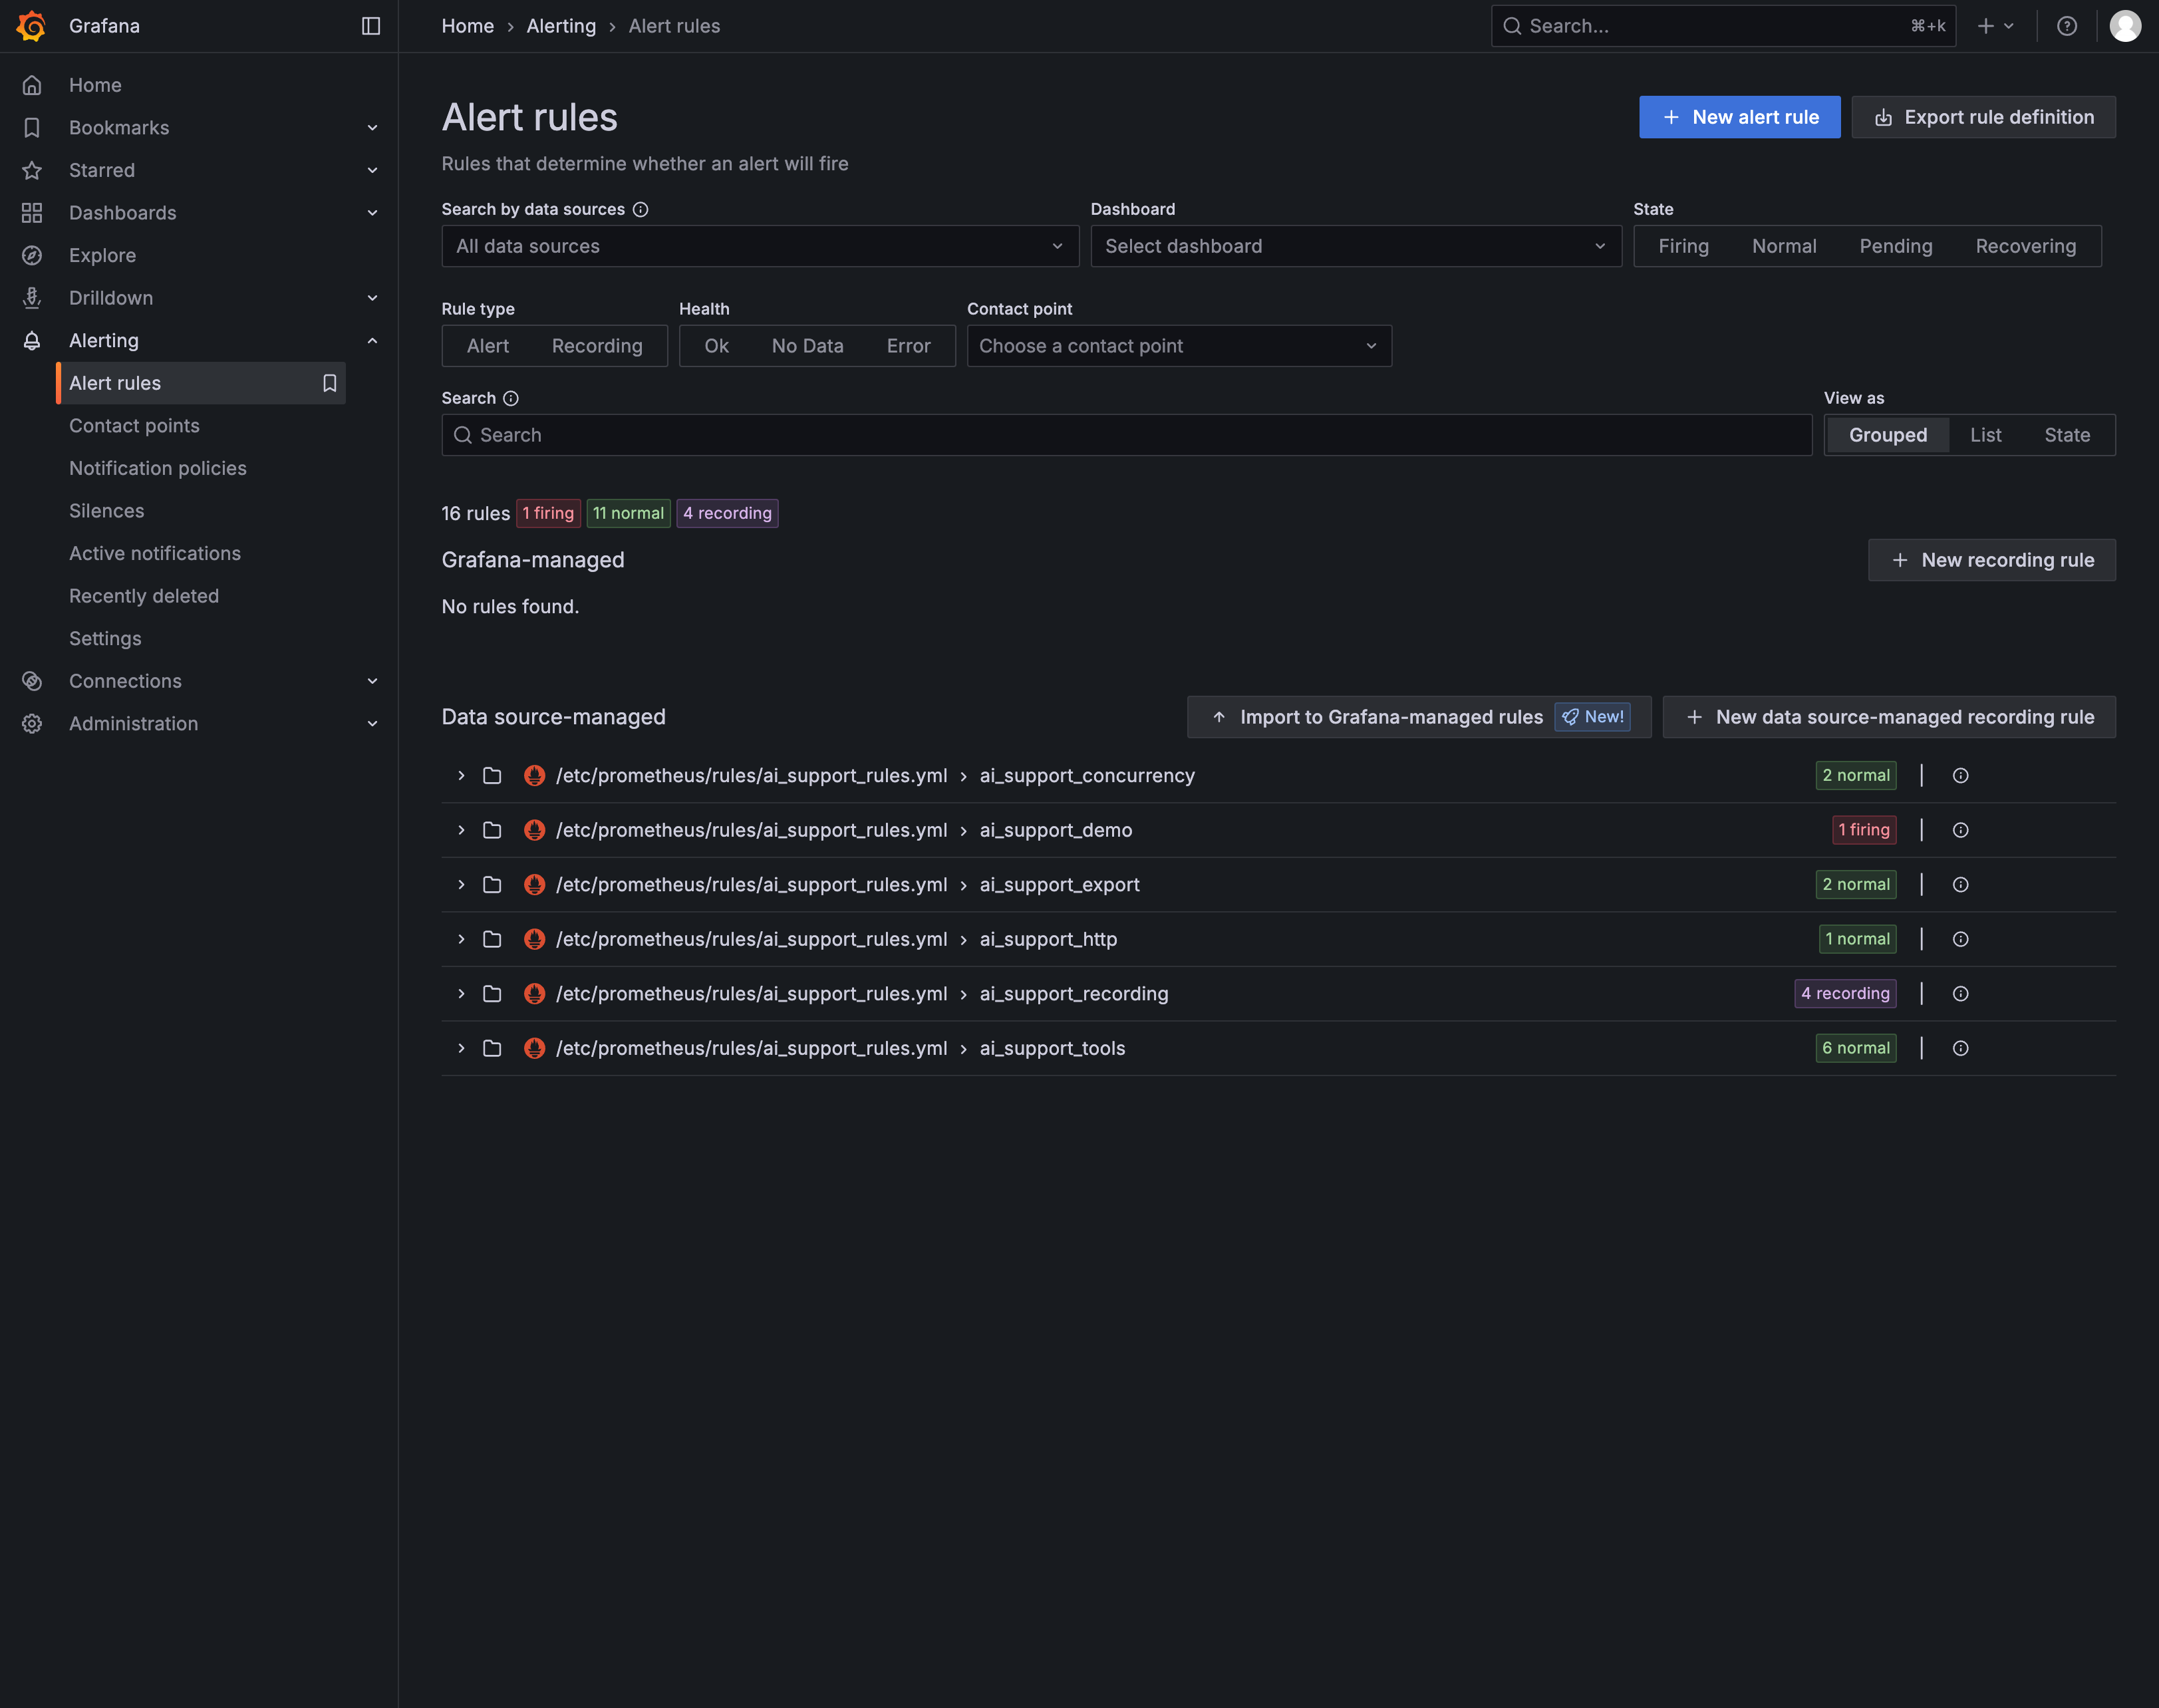 Grafana
Home › Alerting › Alert rules
Search...
⌘+k
Home
Bookmarks
Starred
Dashboards
Explore
Drilldown
Alerting
Alert rules
Contact points
Notification policies
Silences
Active notifications
Recently deleted
Settings
Connections
Administration
Alert rules
New alert rule
Export rule definition
Rules that determine whether an alert will fire
Search by data sources
Dashboard
State
All data sources
Select dashboard
Firing Normal Pending Recovering
Rule type
Health
Contact point
Alert Recording
Ok No Data Error
Choose a contact point
Search
View as
Search
Grouped List State
16 rules 1 firing 11 normal 4 recording
Grafana-managed
New recording rule
No rules found.
Data source-managed
Import to Grafana-managed rules New!
New data source-managed recording rule
/etc/prometheus/rules/ai_support_rules.yml › ai_support_concurrency 2 normal
/etc/prometheus/rules/ai_support_rules.yml › ai_support_demo 1 firing
/etc/prometheus/rules/ai_support_rules.yml › ai_support_export 2 normal
/etc/prometheus/rules/ai_support_rules.yml › ai_support_http 1 normal
/etc/prometheus/rules/ai_support_rules.yml › ai_support_recording 4 recording
/etc/prometheus/rules/ai_support_rules.yml › ai_support_tools 6 normal